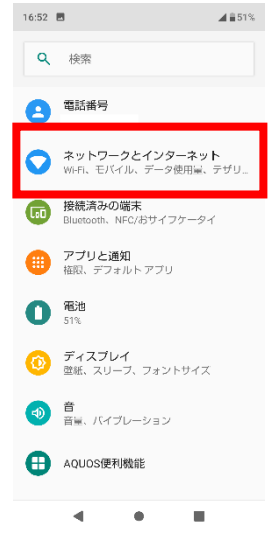 16:52
51%
検索
電話番号
ネットワークとインターネット
Wi-Fi、モバイル、データ使用量、テザリ...
接続済みの端末
Bluetooth、NFC/おサイフケータイ
アプリと通知
権限、デフォルト アプリ
電池
51%
ディスプレイ
壁紙、スリープ、フォントサイズ
音
音量、バイブレーション
AQUOS便利機能